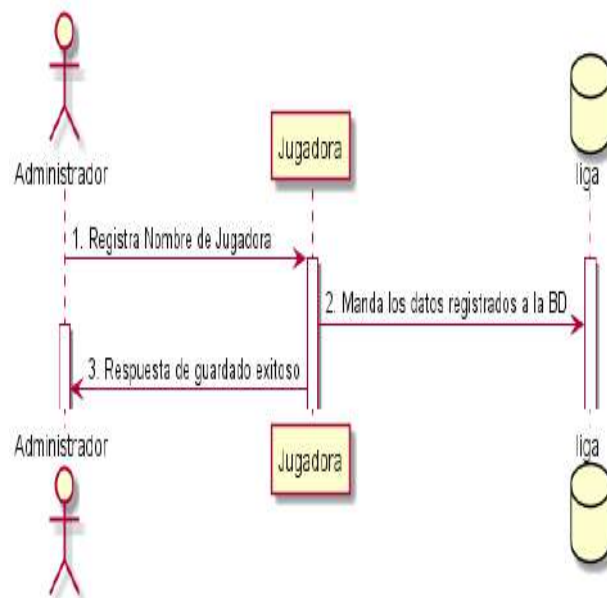 Administrador
Jugadora
liga
1. Registra Nombre de Jugadora
2. Manda los datos registrados a la BD
3. Respuesta de guardado exitoso
Administrador
Jugadora
liga